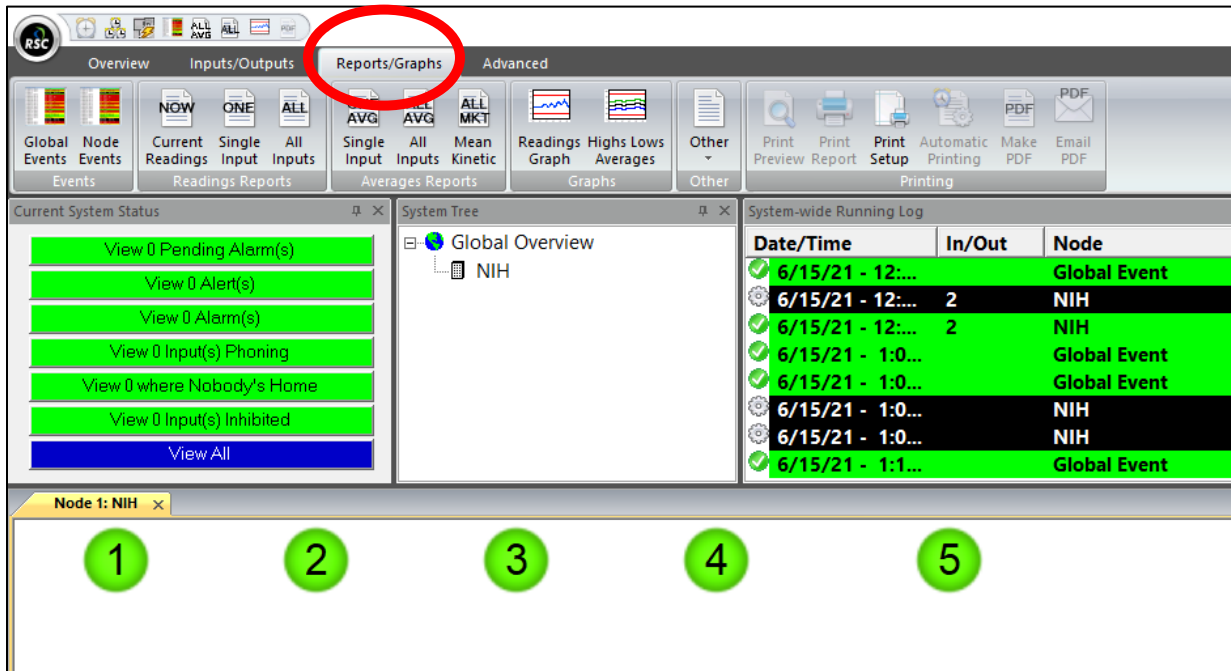 ALL AVG ALL PDF
RSC
Overview Inputs/Outputs Reports/Graphs Advanced
NOW ONE ALL ONE AVG ALL AVG ALL MKT PDF PDF
Global Events Node Events Current Readings Single Input All Inputs Single Input All Inputs Mean Kinetic Readings Graph Highs Lows Averages Other Print Preview Print Report Print Setup Automatic Printing Make PDF Email PDF
Events Readings Reports Averages Reports Graphs Other Printing
Current System Status
View 0 Pending Alarm(s)
View 0 Alert(s)
View 0 Alarm(s)
View 0 Input(s) Phoning
View 0 where Nobody's Home
View 0 Input(s) Inhibited
View All
System Tree
Global Overview
NIH
System-wide Running Log
Date/Time In/Out Node
6/15/21 - 12:... Global Event
6/15/21 - 12:... 2 NIH
6/15/21 - 12:... 2 NIH
6/15/21 - 1:0... Global Event
6/15/21 - 1:0... Global Event
6/15/21 - 1:0... NIH
6/15/21 - 1:0... NIH
6/15/21 - 1:1... Global Event
Node 1: NIH
1 2 3 4 5